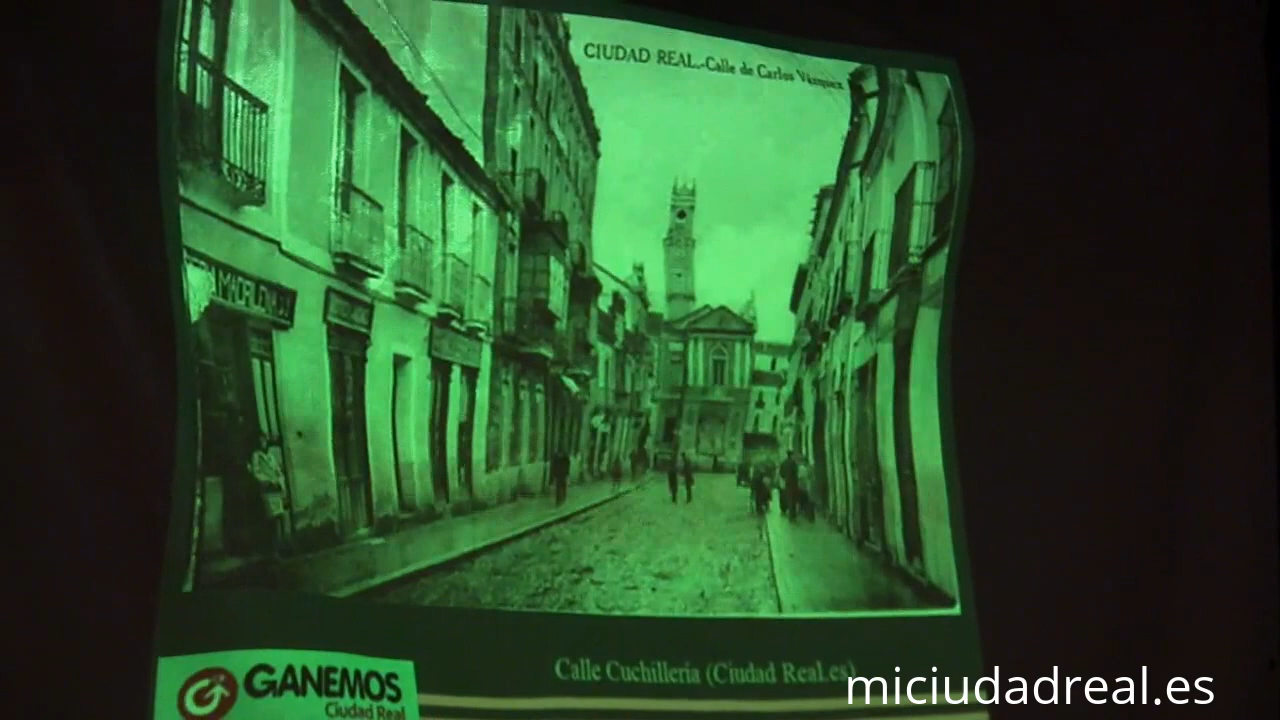 CIUDAD REAL.-Calle de Carlos Vázquez
Calle Cuchillería (Ciudad Real.es)
GANEMOS
Ciudad Real
miciudadreal.es